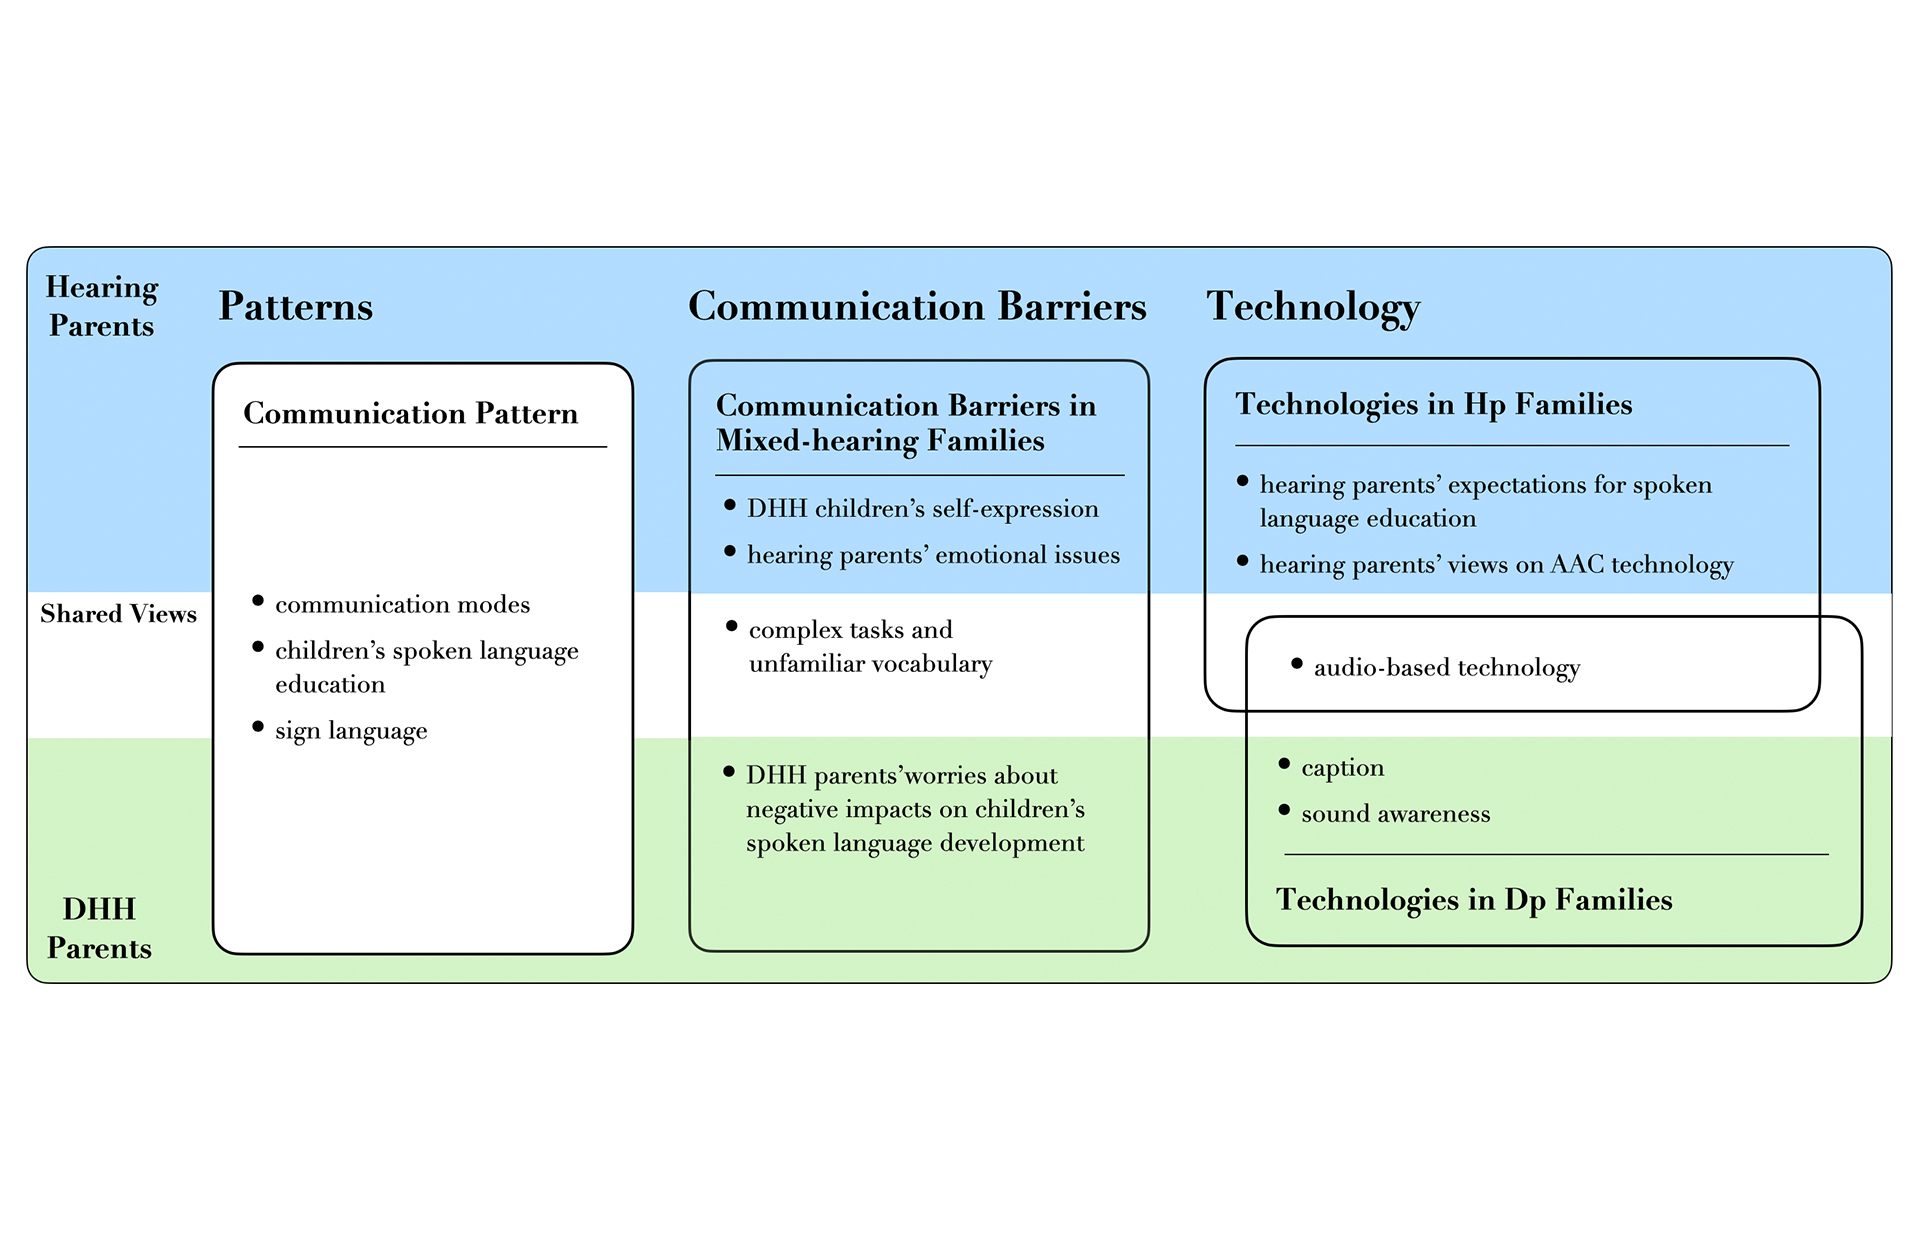 Hearing
Parents
Patterns
Communication Barriers
Technology
Communication Pattern
• communication modes
• children’s spoken language
education
• sign language
Communication Barriers in
Mixed-hearing Families
• DHH children’s self-expression
• hearing parents’ emotional issues
• complex tasks and
unfamiliar vocabulary
• DHH parents’worries about
negative impacts on children’s
spoken language development
Technologies in Hp Families
• hearing parents’ expectations for spoken
language education
• hearing parents’ views on AAC technology
• audio-based technology
• caption
• sound awareness
Technologies in Dp Families
Shared Views
DHH
Parents